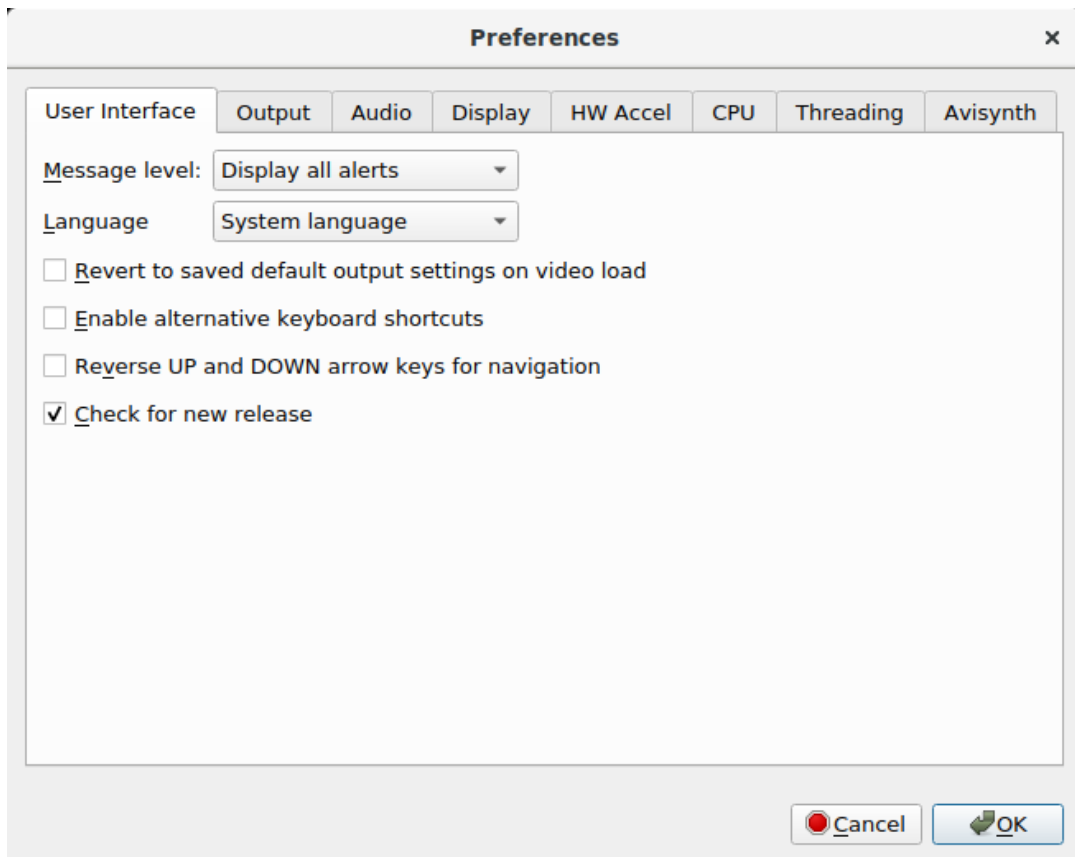 Preferences
User Interface Output Audio Display HW Accel CPU Threading Avisynth
Message level: Display all alerts
Language System language
Revert to saved default output settings on video load
Enable alternative keyboard shortcuts
Reverse UP and DOWN arrow keys for navigation
Check for new release
Cancel OK